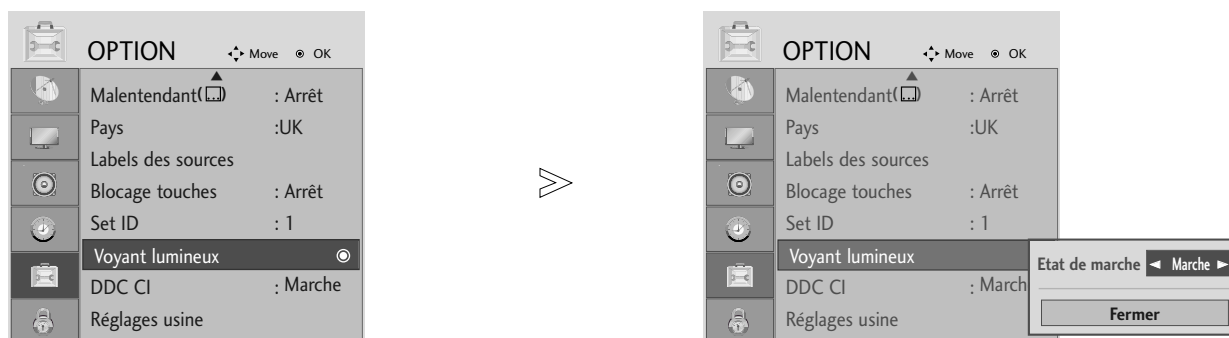 OPTION Move OK
Malentendant( ) : Arrêt
Pays :UK
Labels des sources
Blocage touches : Arrêt
Set ID : 1
Voyant lumineux
DDC CI : Marche
Réglages usine
OPTION Move OK
Malentendant( ) : Arrêt
Pays :UK
Labels des sources
Blocage touches : Arrêt
Set ID : 1
Voyant lumineux
DDC CI : March
Réglages usine
Etat de marche ◄ Marche ►
Fermer